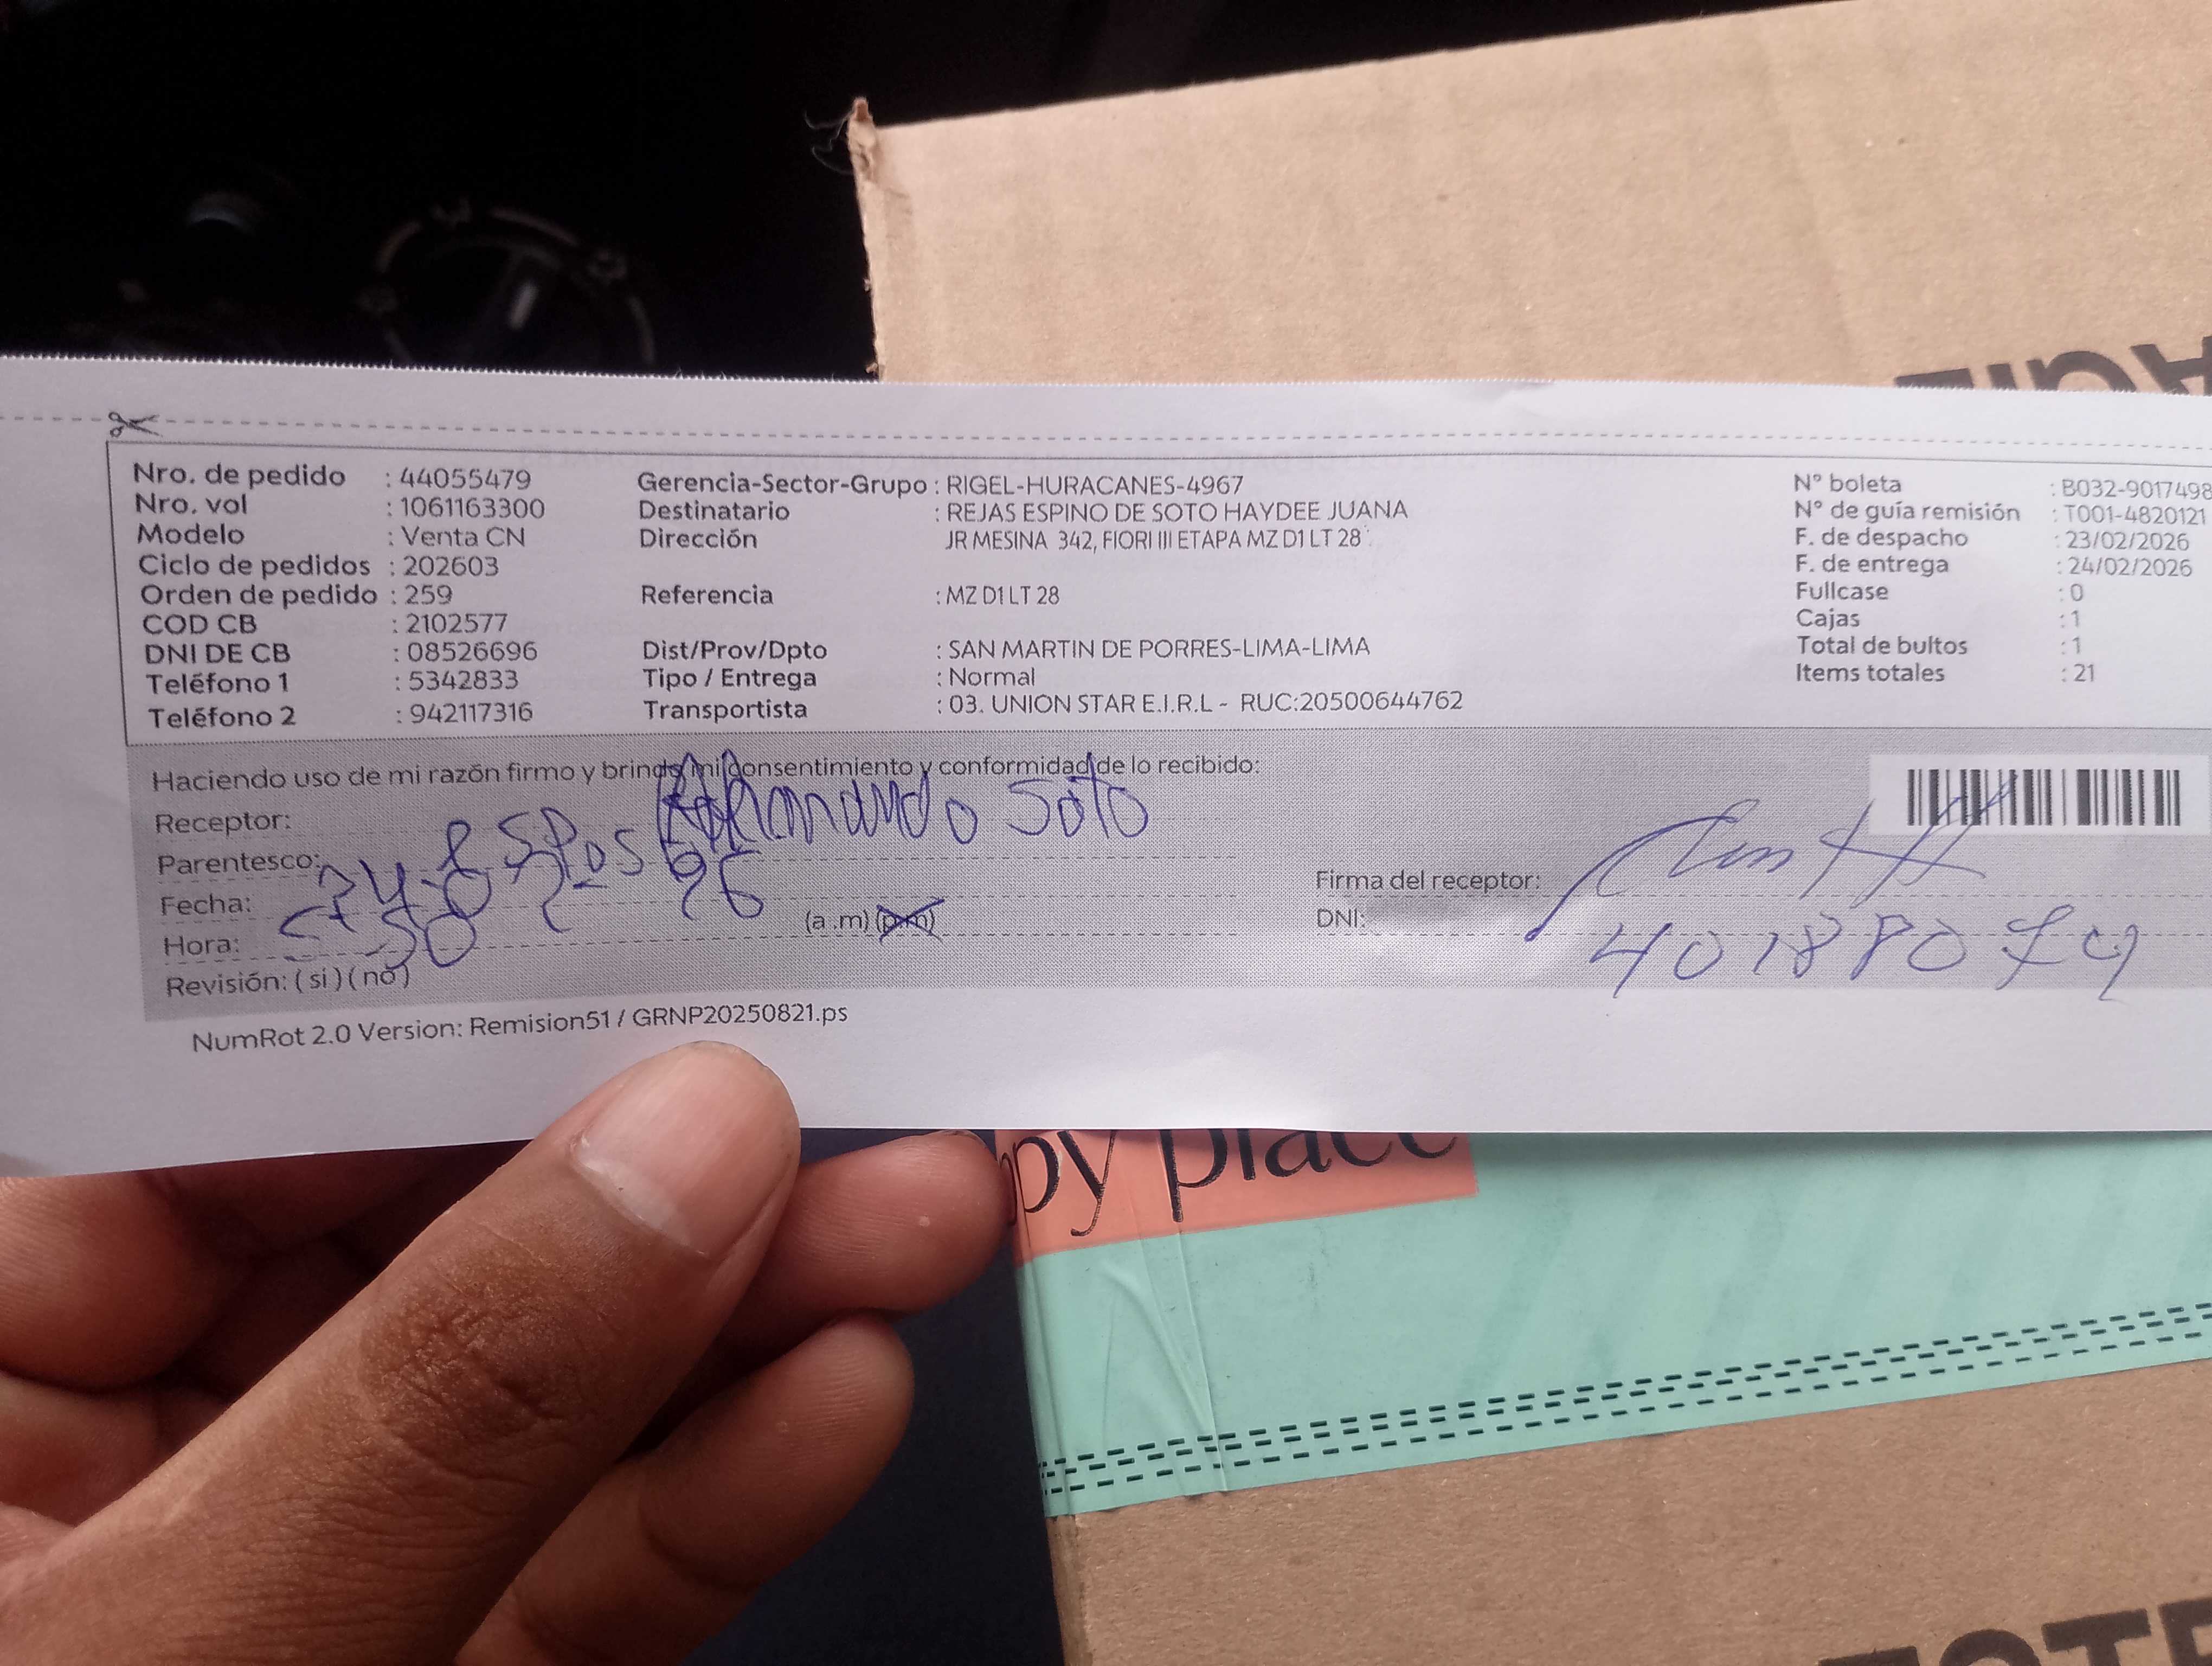 Nro. de pedido : 44055479
Nro. vol : 1061163300
Modelo : Venta CN
Ciclo de pedidos : 202603
Orden de pedido : 259
COD CB : 2102577
DNI DE CB : 08526696
Teléfono 1 : 5342833
Teléfono 2 : 942117316
Gerencia-Sector-Grupo : RIGEL-HURACANES-4967
Destinatario : REJAS ESPINO DE SOTO HAYDEE JUANA
Dirección JR MESINA 342, FIORI III ETAPA MZ D1 LT 28
Referencia : MZ D1 LT 28
Dist/Prov/Dpto : SAN MARTIN DE PORRES-LIMA-LIMA
Tipo / Entrega : Normal
Transportista : 03. UNION STAR E.I.R.L - RUC:20500644762
N° boleta : B032-9017498
N° de guía remisión : T001-4820121
F. de despacho : 23/02/2026
F. de entrega : 24/02/2026
Fullcase : 0
Cajas : 1
Total de bultos : 1
Items totales : 21
Haciendo uso de mi razón firmo y brindo mi consentimiento y conformidad de lo recibido:
Receptor: Soto
Parentesco:
Fecha:
Hora: (a.m) (p.m)
Revisión: ( si ) ( no )
Firma del receptor:
DNI: 40188074
NumRot 2.0 Version: Remision51 / GRNP20250821.ps
py place